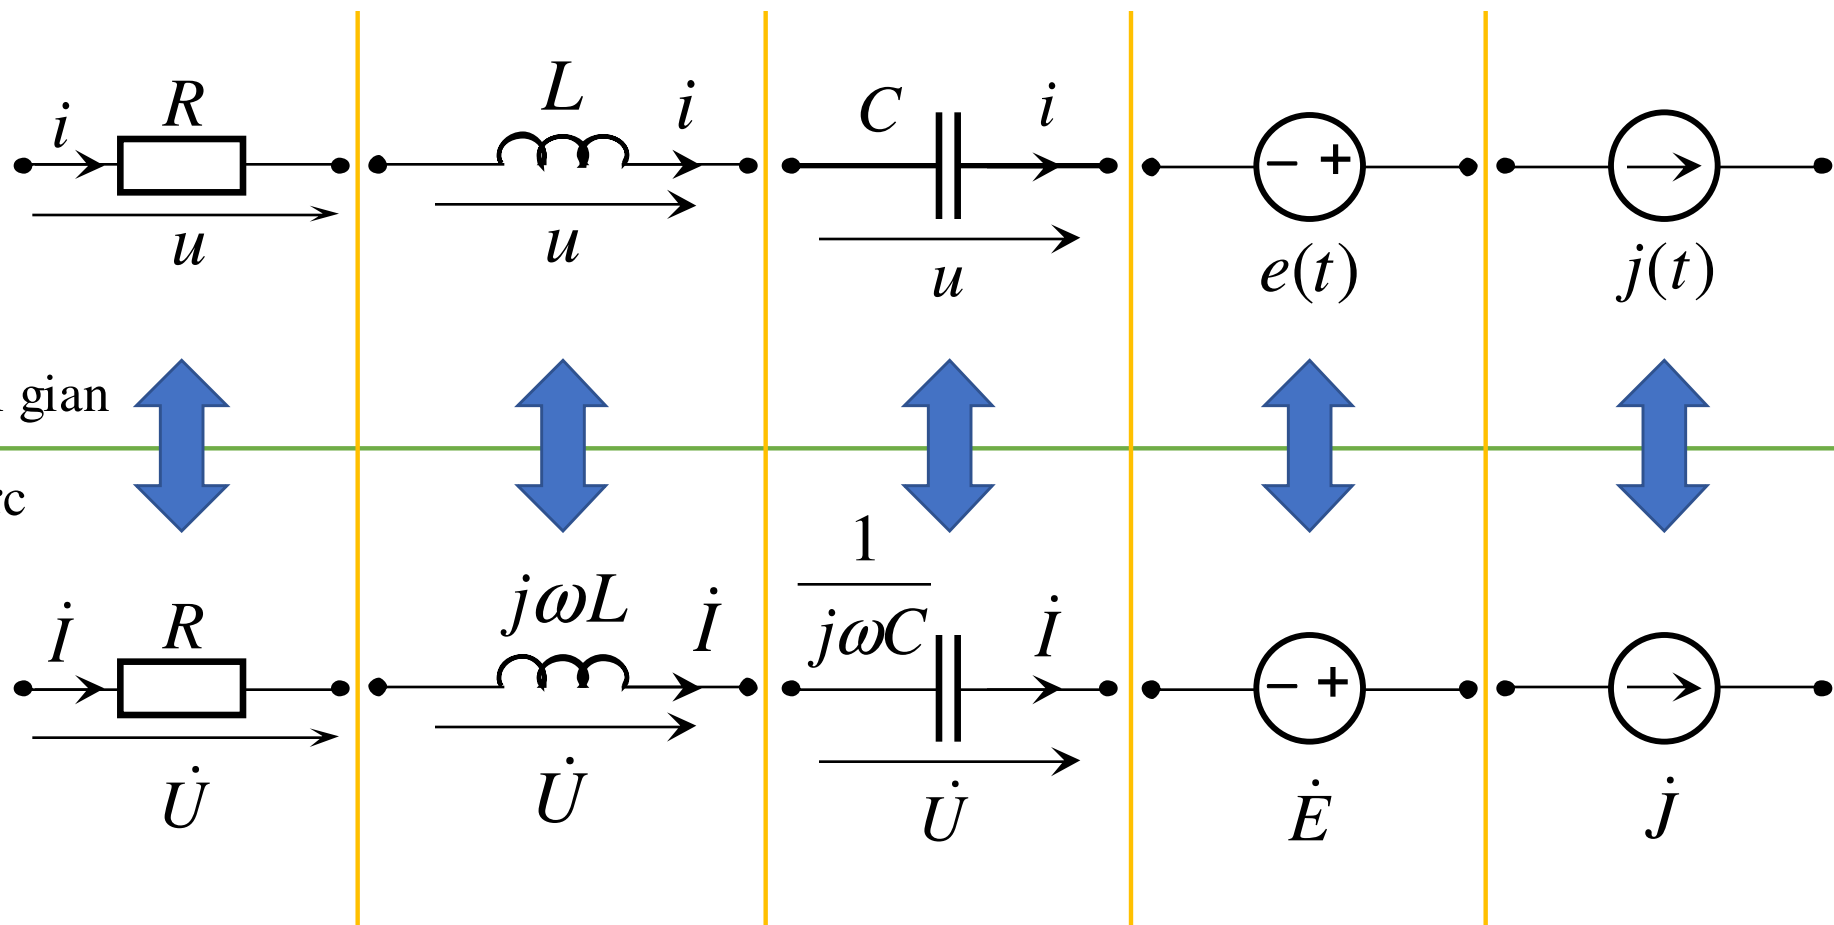 i R L i C i
u u u e(t) j(t)
gian
İ R jωL İ 1/jωC İ
U̇ U̇ U̇ Ė J̇